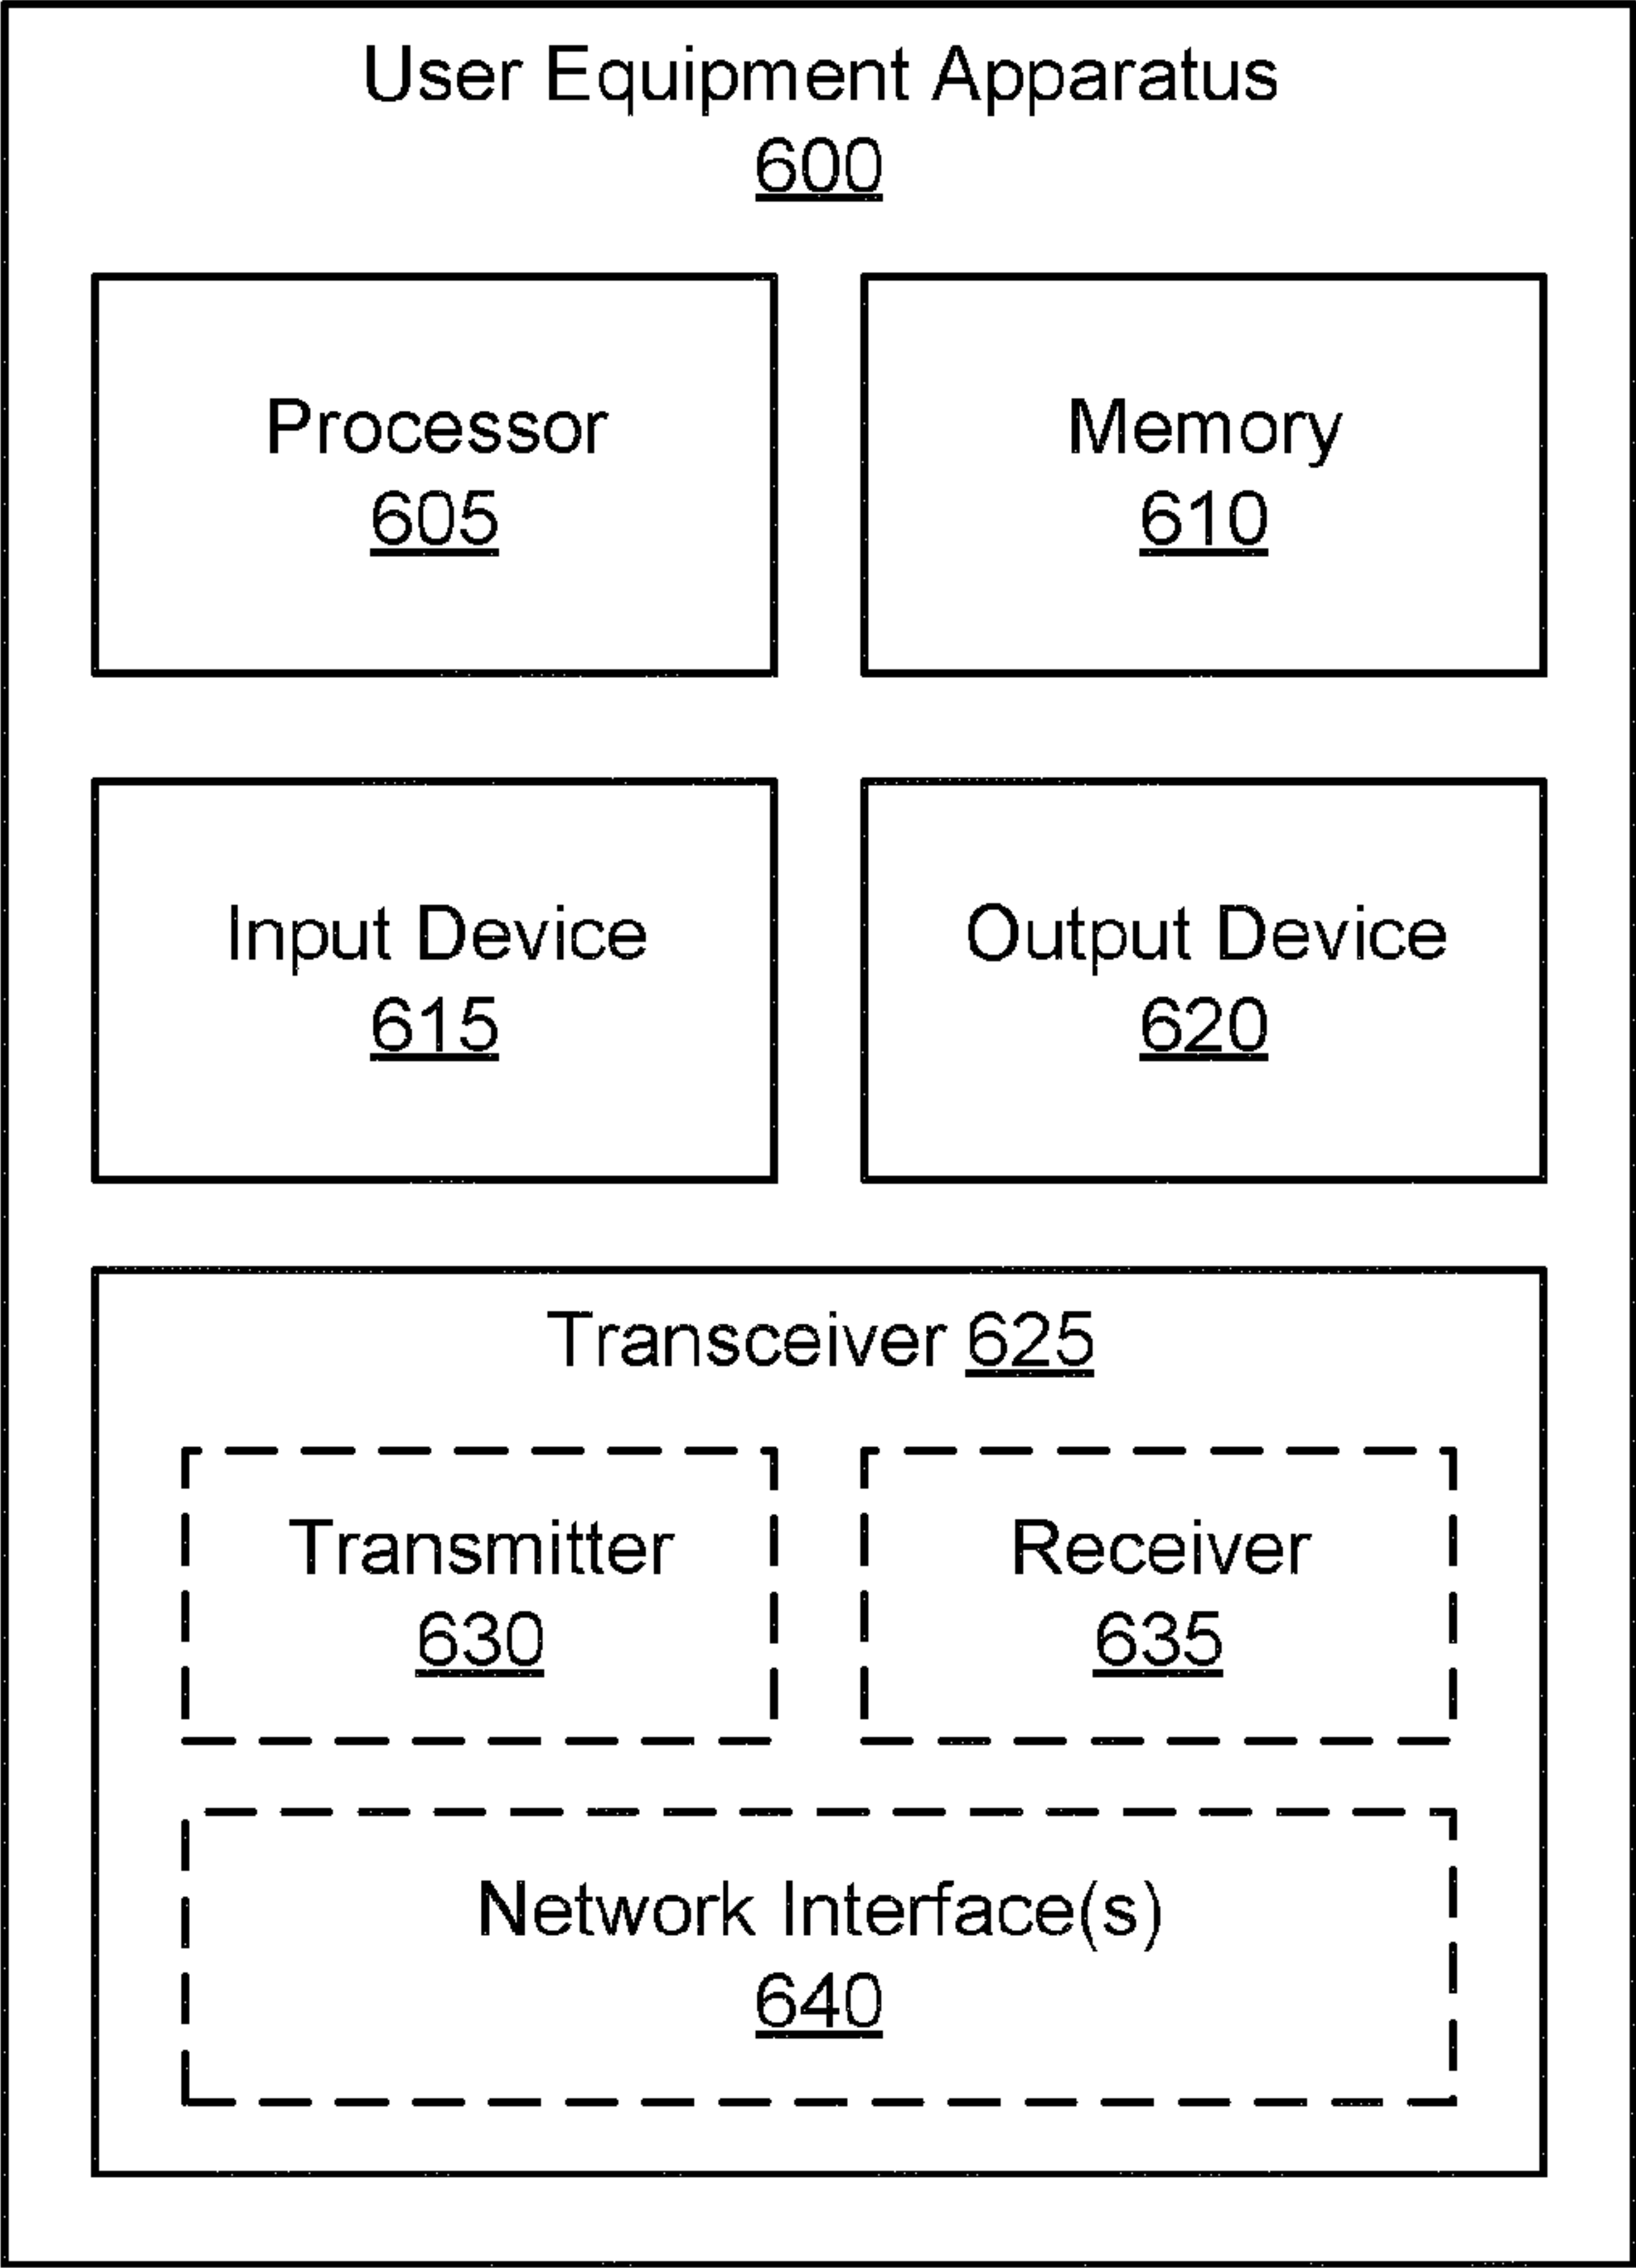 User Equipment Apparatus
600
Processor
605
Memory
610
Input Device
615
Output Device
620
Transceiver 625
Transmitter
630
Receiver
635
Network Interface(s)
640